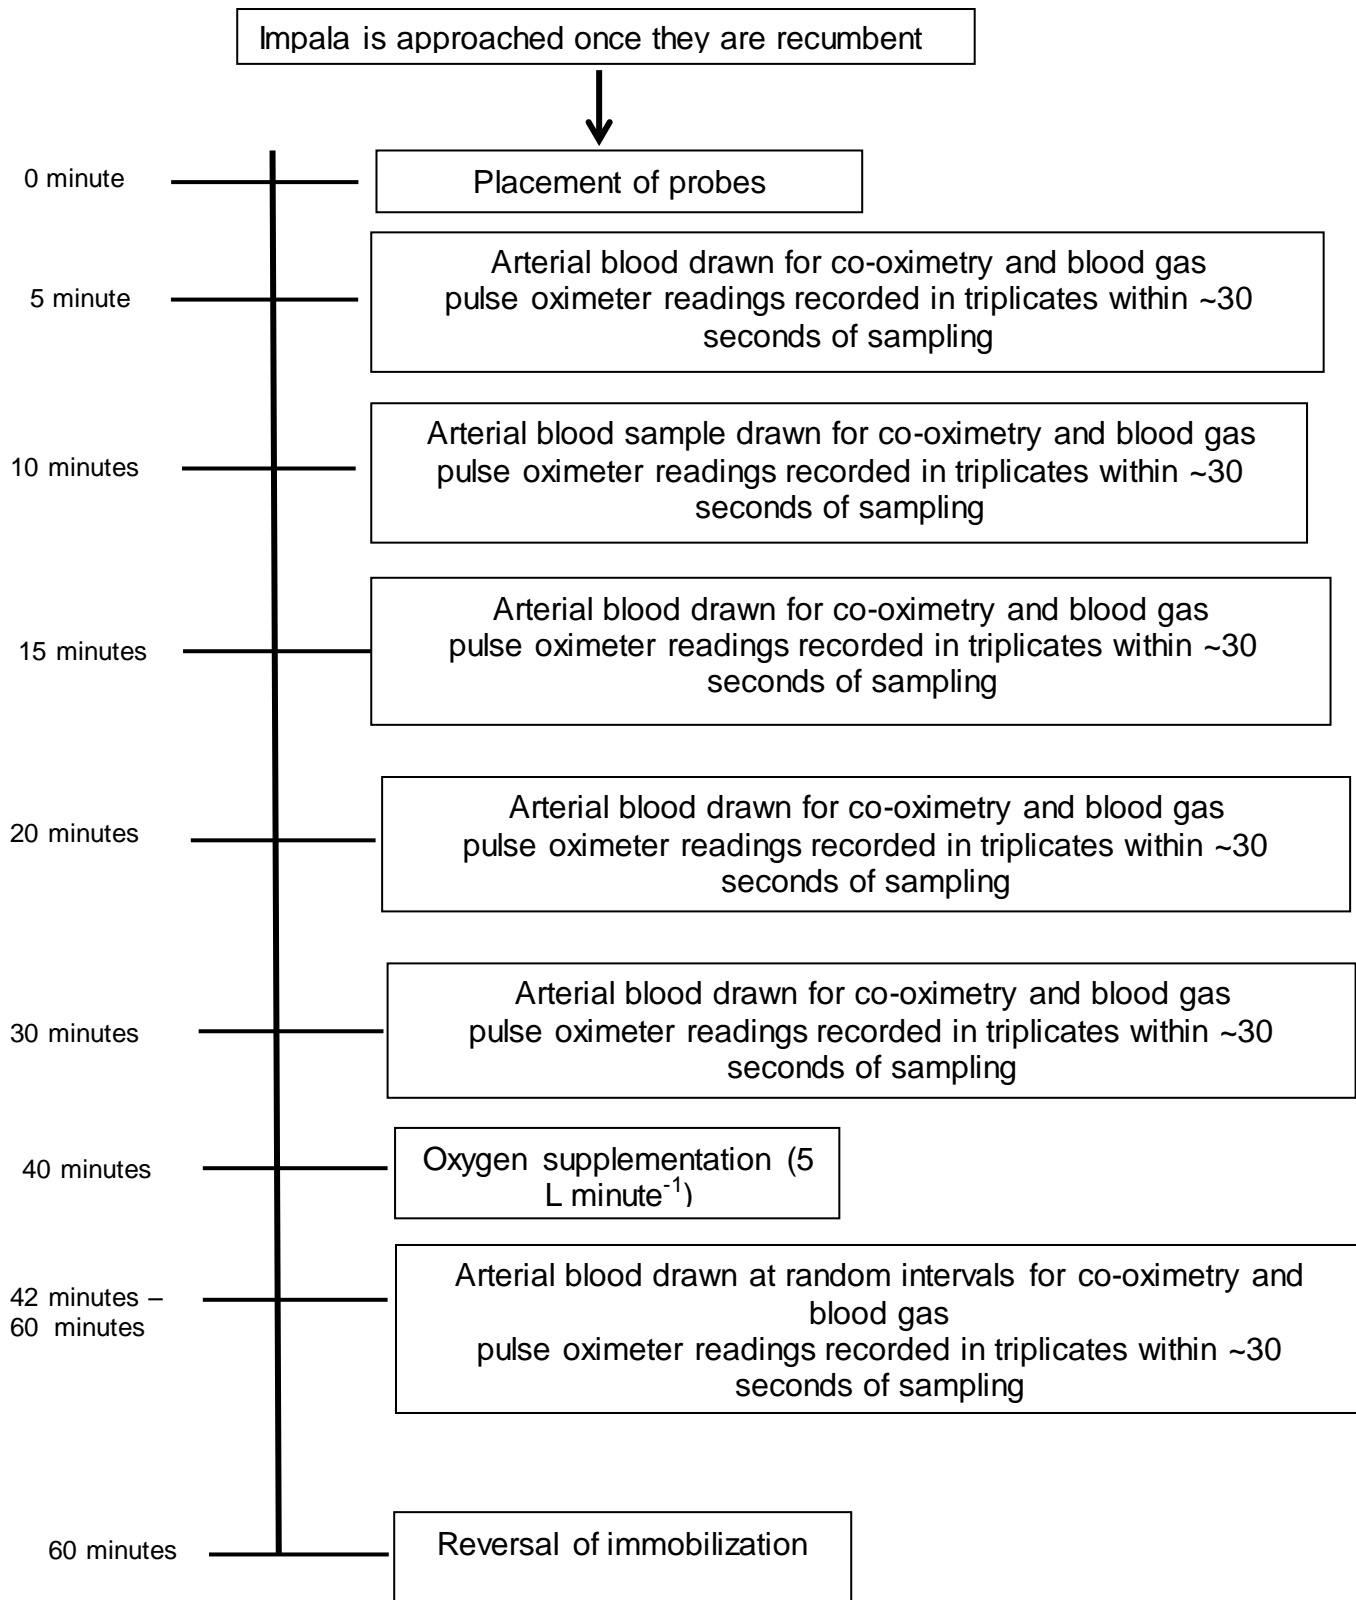 Impala is approached once they are recumbent
0 minute
Placement of probes
5 minute
Arterial blood drawn for co-oximetry and blood gas
pulse oximeter readings recorded in triplicates within ~30
seconds of sampling
10 minutes
Arterial blood sample drawn for co-oximetry and blood gas
pulse oximeter readings recorded in triplicates within ~30
seconds of sampling
15 minutes
Arterial blood drawn for co-oximetry and blood gas
pulse oximeter readings recorded in triplicates within ~30
seconds of sampling
20 minutes
Arterial blood drawn for co-oximetry and blood gas
pulse oximeter readings recorded in triplicates within ~30
seconds of sampling
30 minutes
Arterial blood drawn for co-oximetry and blood gas
pulse oximeter readings recorded in triplicates within ~30
seconds of sampling
40 minutes
Oxygen supplementation (5
L minute⁻¹)
42 minutes –
60 minutes
Arterial blood drawn at random intervals for co-oximetry and
blood gas
pulse oximeter readings recorded in triplicates within ~30
seconds of sampling
60 minutes
Reversal of immobilization